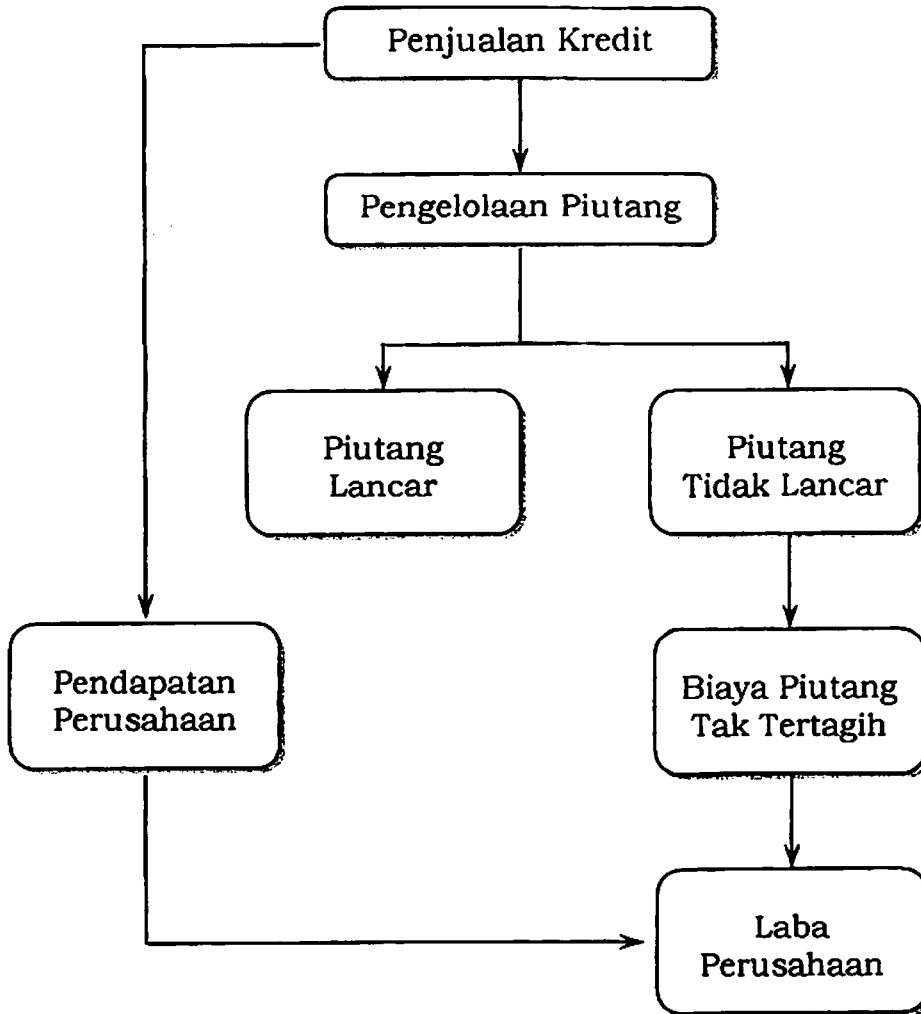 Penjualan Kredit
Pengelolaan Piutang
Piutang
Lancar
Piutang
Tidak Lancar
Pendapatan
Perusahaan
Biaya Piutang
Tak Tertagih
Laba
Perusahaan